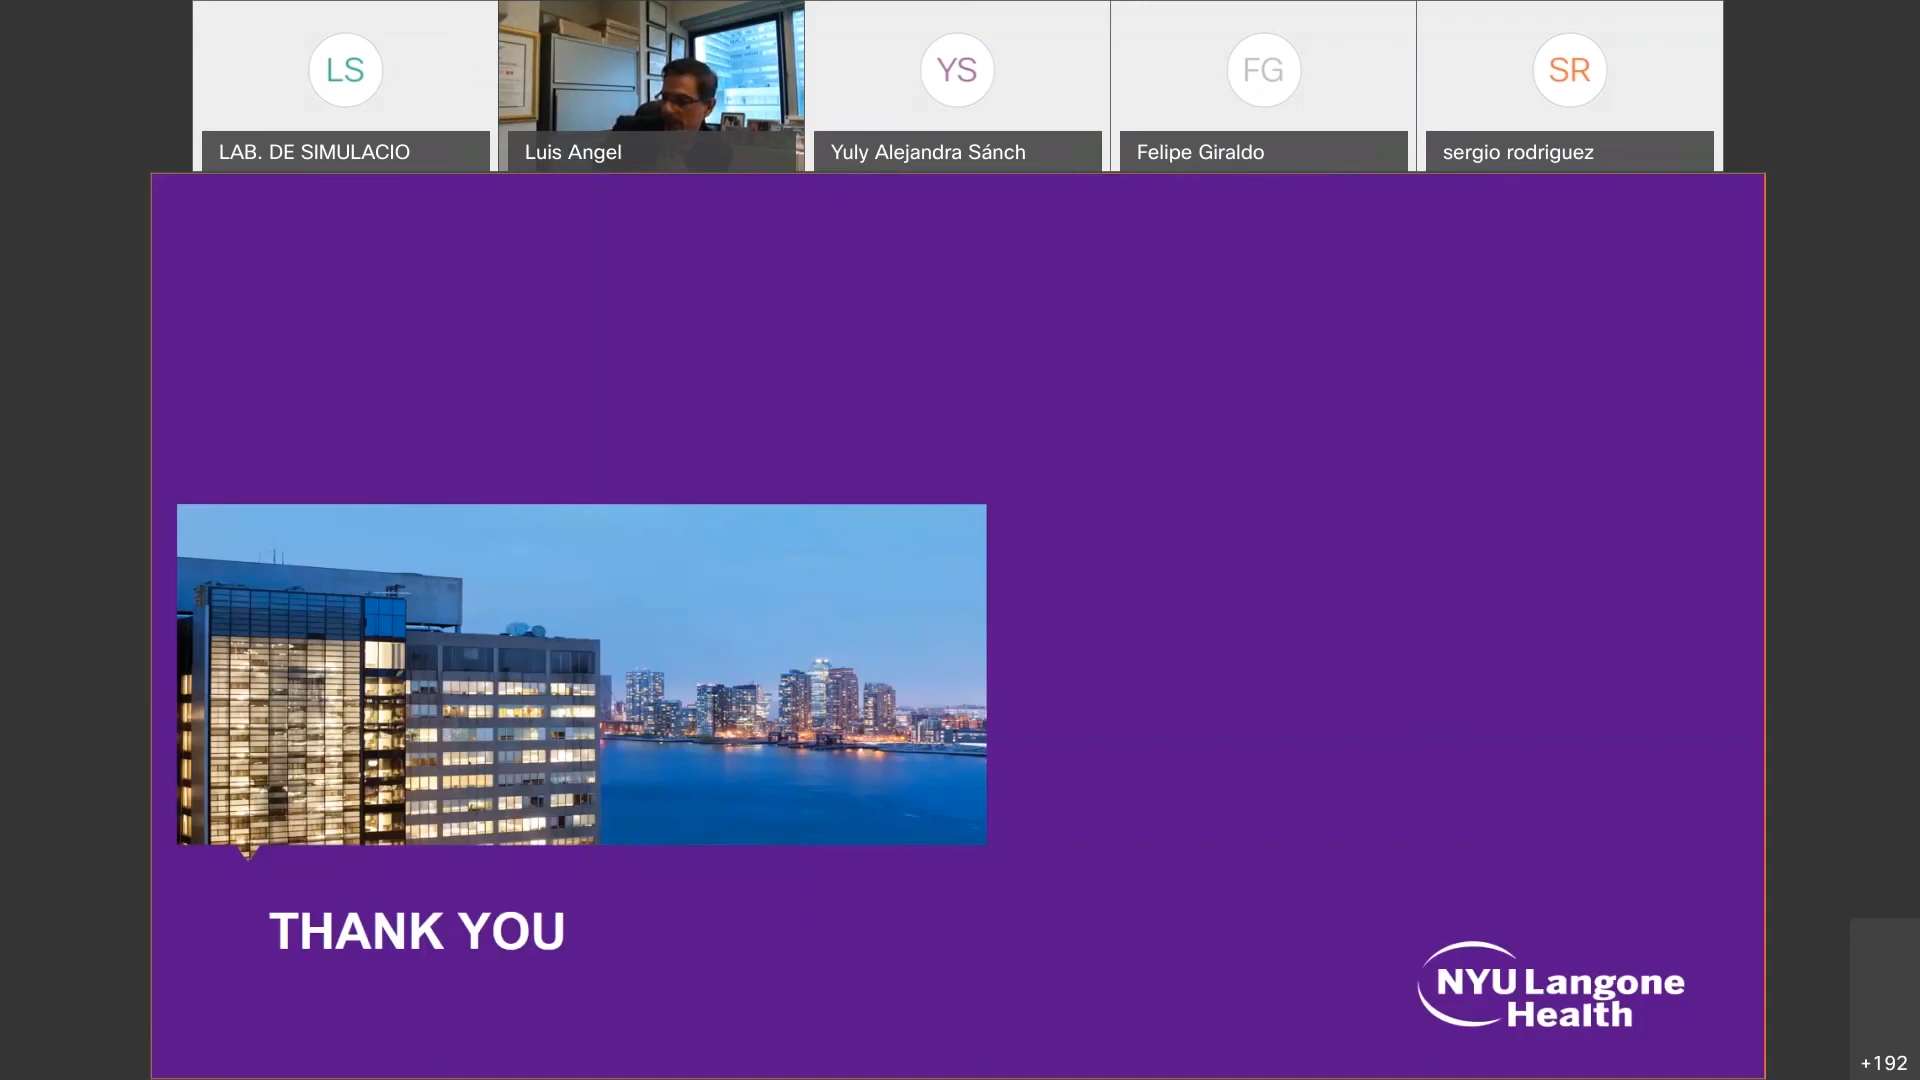 LS
YS
FG
SR
LAB. DE SIMULACIO
Luis Angel
Yuly Alejandra Sánch
Felipe Giraldo
sergio rodriguez
THANK YOU
NYU Langone
Health
+192